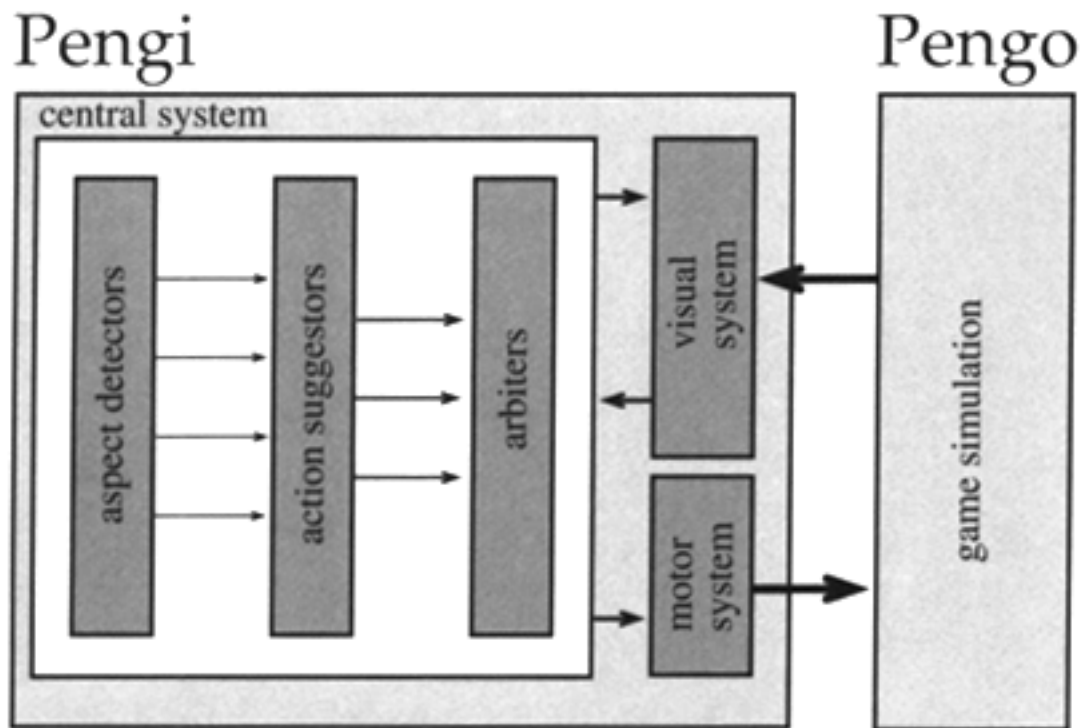 Pengi
Pengo
central system
aspect detectors
action suggestors
arbiters
visual
system
motor
system
game simulation